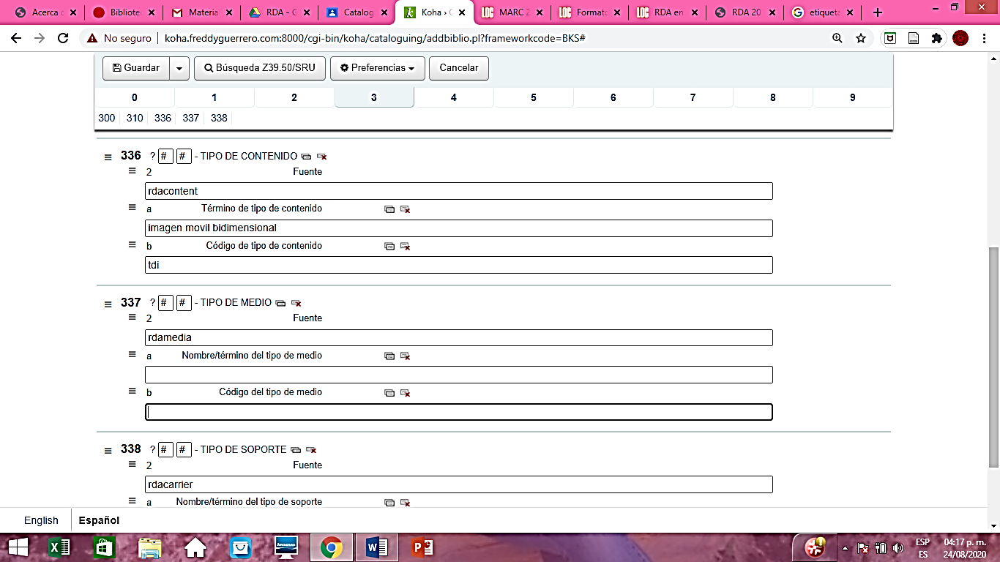 Acerca c
Bibliote
Materia
RDA - G
Catalog
Koha › C
MARC 2
Formato
RDA en
RDA 20
etiqueta
No seguro | koha.freddyguerrero.com:8000/cgi-bin/koha/cataloguing/addbiblio.pl?frameworkcode=BKS#
Guardar Búsqueda Z39.50/SRU Preferencias Cancelar
0 1 2 3 4 5 6 7 8 9
300 310 336 337 338
336 ? # # - TIPO DE CONTENIDO
2 Fuente
rdacontent
a Término de tipo de contenido
imagen movil bidimensional
b Código de tipo de contenido
tdi
337 ? # # - TIPO DE MEDIO
2 Fuente
rdamedia
a Nombre/término del tipo de medio
b Código del tipo de medio
338 ? # # - TIPO DE SOPORTE
2 Fuente
rdacarrier
a Nombre/término del tipo de soporte
English Español
ESP 04:17 p. m.
ES 24/08/2020